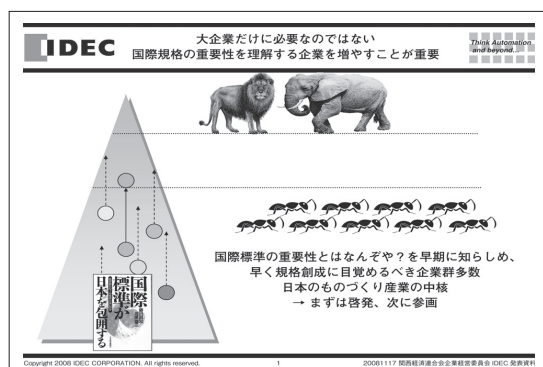 IDEC
大企業だけに必要なのではない
国際規格の重要性を理解する企業を増やすことが重要
Think Automation
and beyond...
国際標準が
日本を包囲する
国際標準の重要性とはなんぞや？を早期に知らしめ、
早く規格創成に目覚めるべき企業群多数
日本のものづくり産業の中核
→ まずは啓発、次に参画
Copyright 2008 IDEC CORPORATION. All rights reserved.
1
20081117 関西経済連合会企業経営委員会 IDEC 発表資料